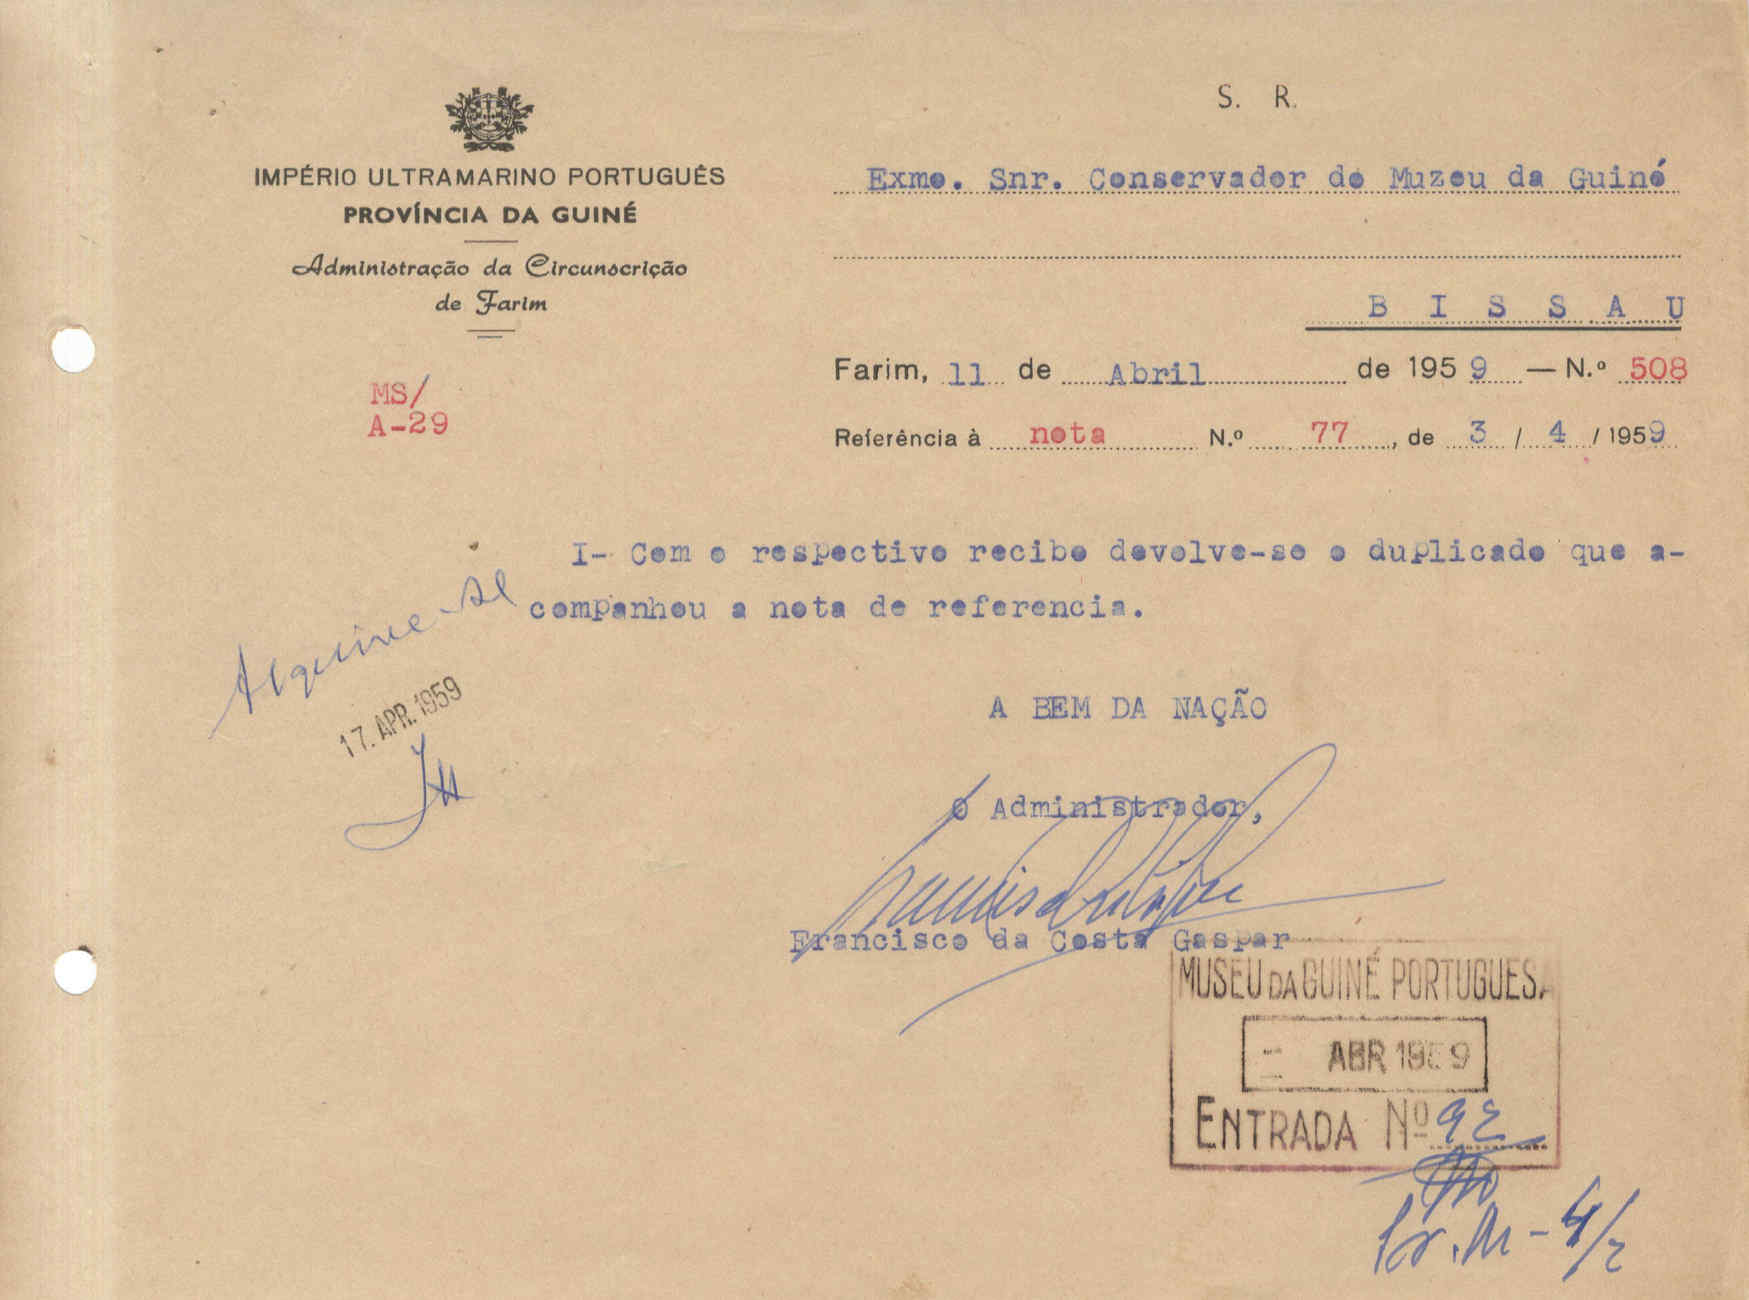 S. R.
IMPÉRIO ULTRAMARINO PORTUGUÊS
PROVÍNCIA DA GUINÉ
Administração da Circunscrição
de Farim
MS/
A-29
Exmo. Snr. Conservador do Muzeu da Guiné
B I S S A U
Farim, 11 de Abril de 1959 — N.º 508
Referência à nota N.º 77, de 3 / 4 / 1959
I- Com o respectivo recibo devolve-se o duplicado que a-
companhou a nota de referencia.
Arquive-se
17. APR. 1959
A BEM DA NAÇÃO
O Administrador,
Francisco da Costa Gaspar
MUSEU DA GUINÉ PORTUGUESA
ABR 1959
ENTRADA Nº 92